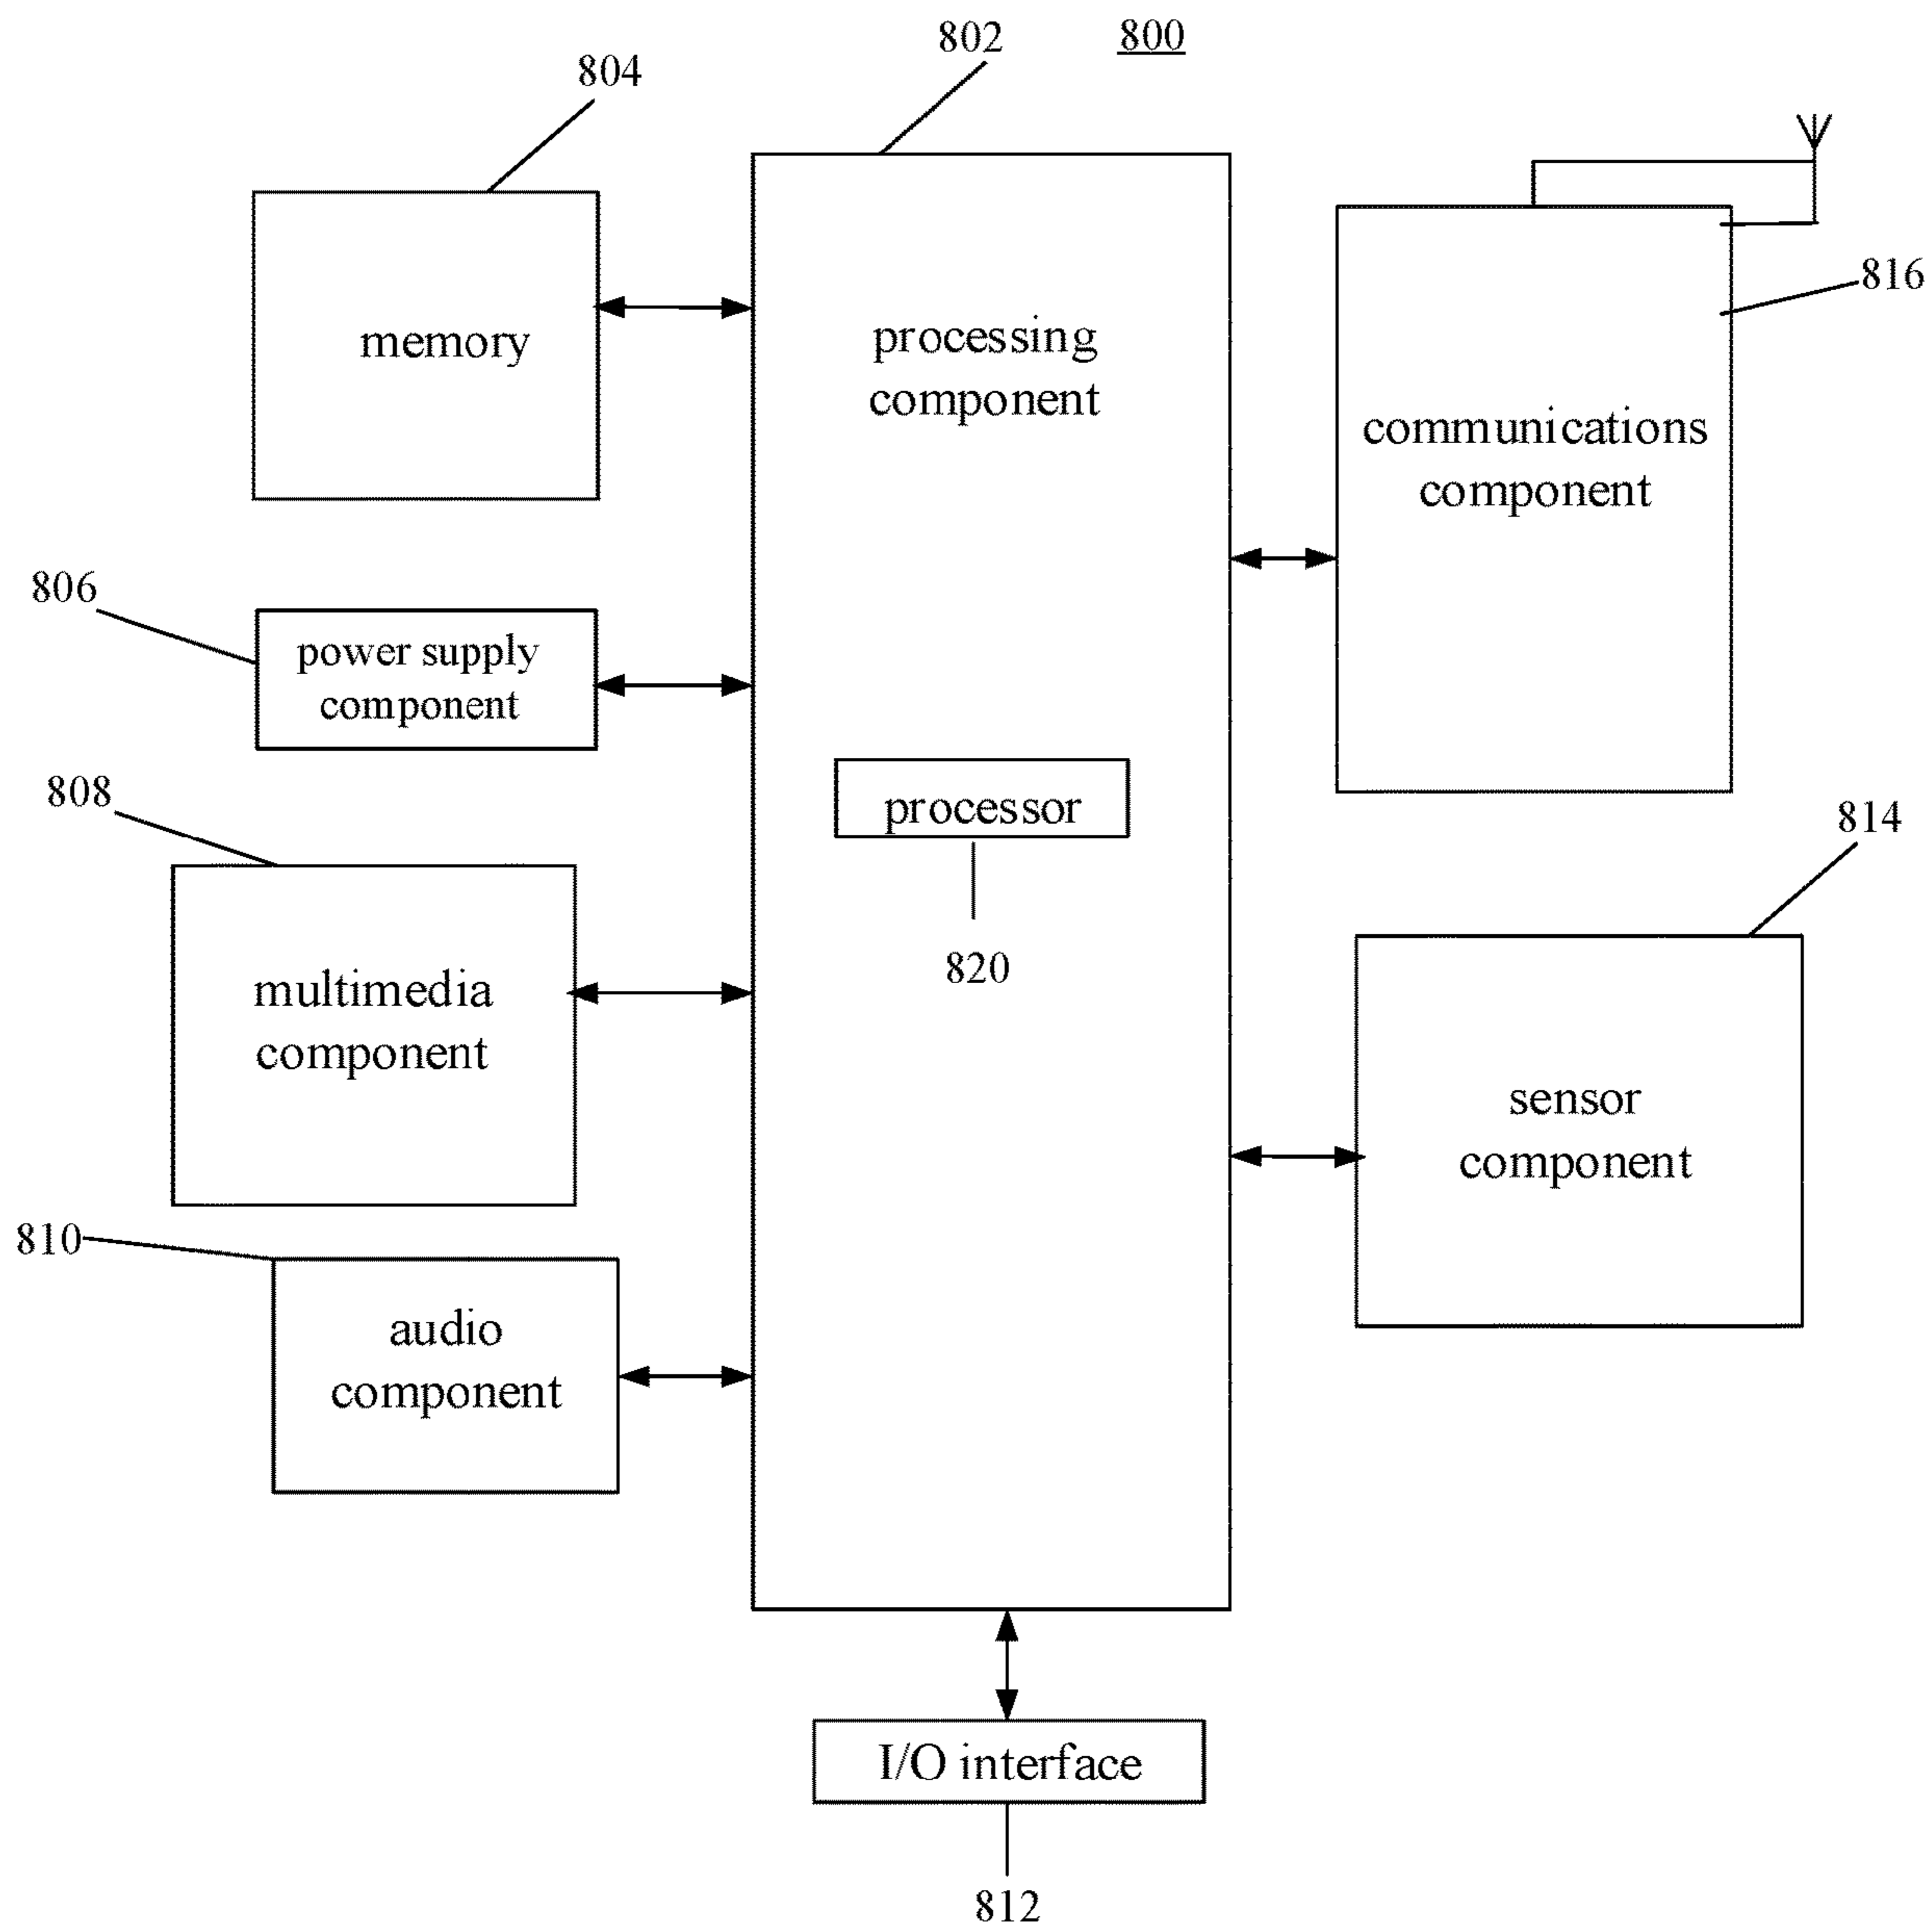 800
802
804
memory
processing
component
communications
component
816
806
power supply
component
808
processor
820
814
multimedia
component
sensor
component
810
audio
component
I/O interface
812